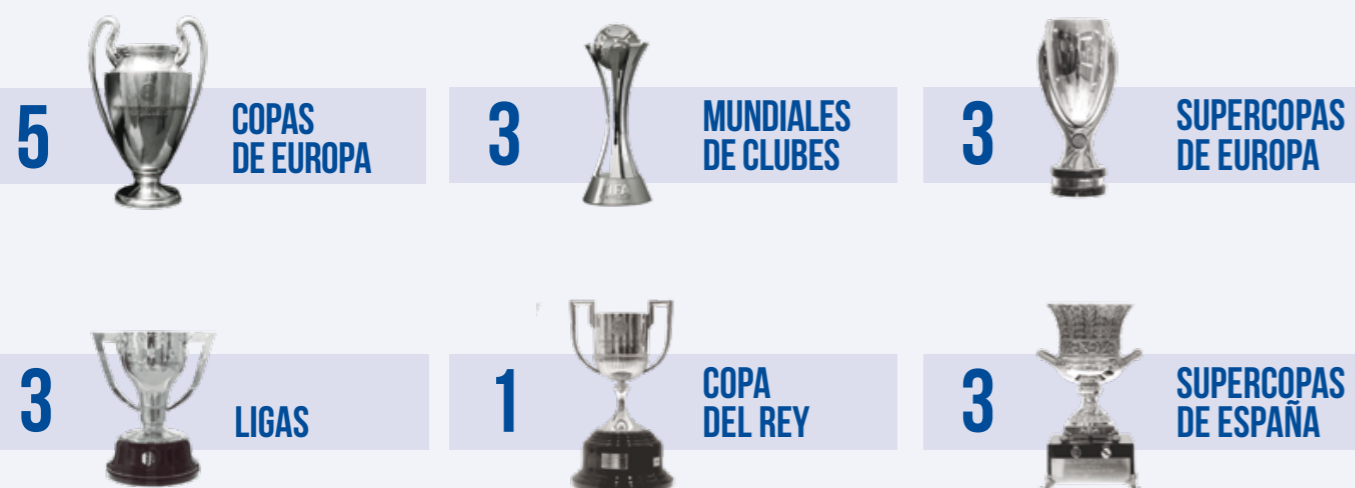 5
COPAS
DE EUROPA
3
MUNDIALES
DE CLUBES
3
SUPERCOPAS
DE EUROPA
3
LIGAS
1
COPA
DEL REY
3
SUPERCOPAS
DE ESPAÑA